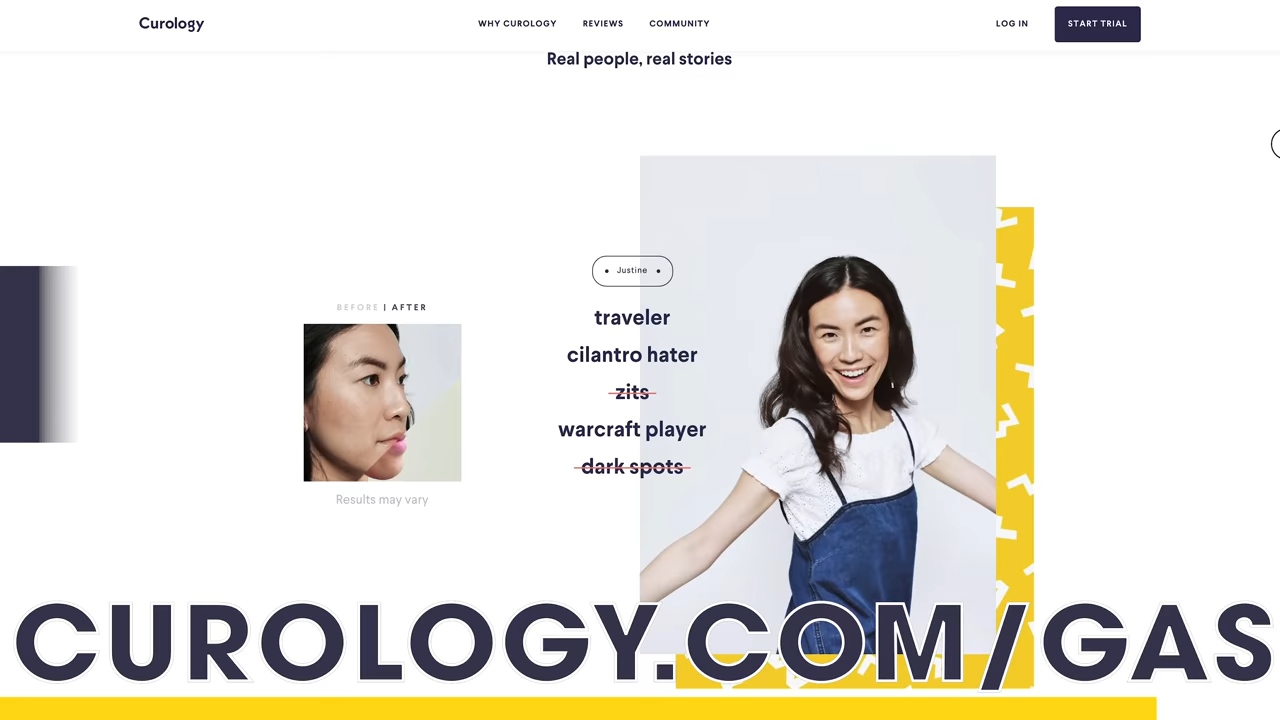 Curology
WHY CUROLOGY REVIEWS COMMUNITY
LOG IN
START TRIAL
Real people, real stories
Justine
BEFORE | AFTER
traveler
cilantro hater
zits
warcraft player
dark spots
Results may vary
CUROLOGY.COM/GAS